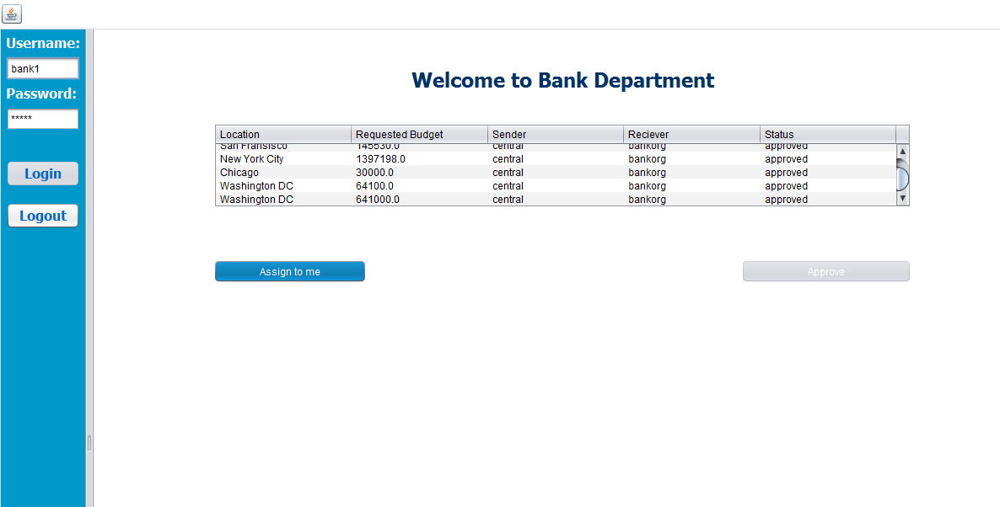 Username:
bank1
Password:
*****
Login
Logout
Welcome to Bank Department
Location Requested Budget Sender Reciever Status
San Fransisco 145530.0 central bankorg approved
New York City 1397198.0 central bankorg approved
Chicago 30000.0 central bankorg approved
Washington DC 64100.0 central bankorg approved
Washington DC 641000.0 central bankorg approved
Assign to me Approve